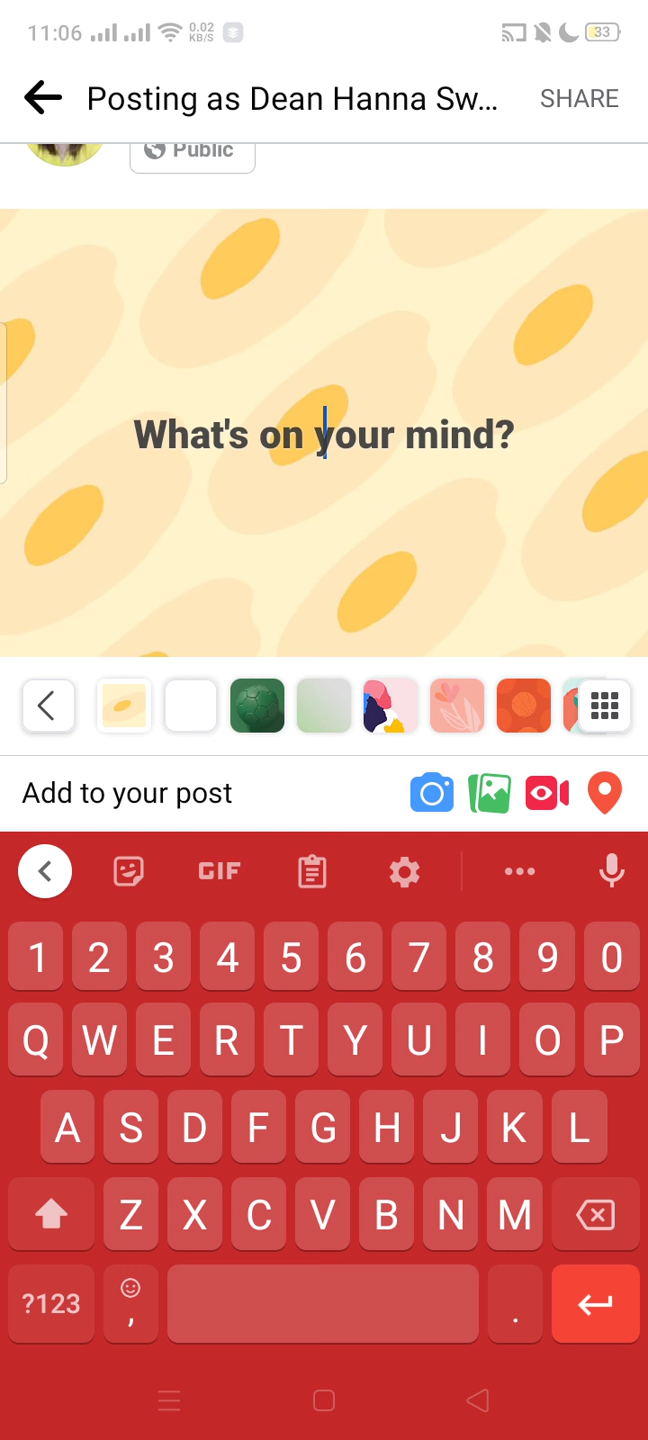 11:06 0.02 KB/S 33
Posting as Dean Hanna Sw... SHARE
Public
What's on your mind?
Add to your post
GIF
1 2 3 4 5 6 7 8 9 0
Q W E R T Y U I O P
A S D F G H J K L
Z X C V B N M
?123 , .